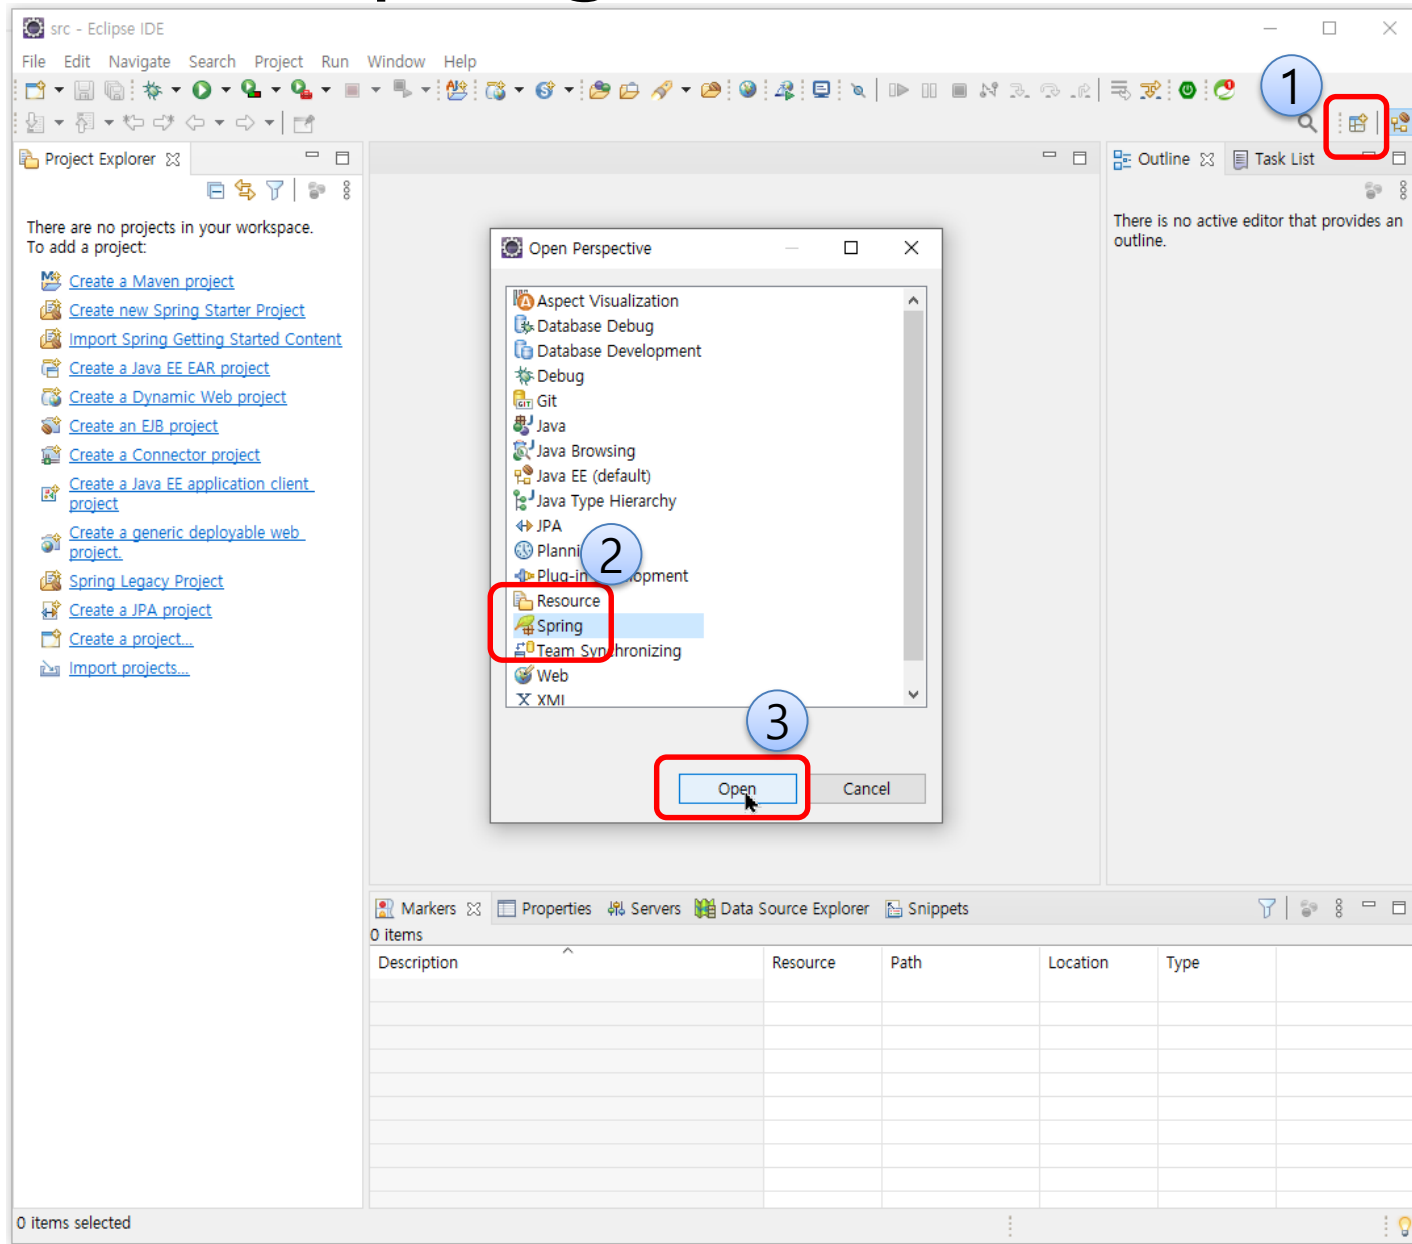 src - Eclipse IDE
File Edit Navigate Search Project Run Window Help
1
Project Explorer
Outline Task List
There are no projects in your workspace.
To add a project:
There is no active editor that provides an
outline.
Create a Maven project
Create new Spring Starter Project
Import Spring Getting Started Content
Create a Java EE EAR project
Create a Dynamic Web project
Create an EJB project
Create a Connector project
Create a Java EE application client
project
Create a generic deployable web
project.
Spring Legacy Project
Create a JPA project
Create a project...
Import projects...
Open Perspective
Aspect Visualization
Database Debug
Database Development
Debug
Git
Java
Java Browsing
Java EE (default)
Java Type Hierarchy
JPA
2
Resource
Spring
Team Synchronizing
Web
XML
3
Open Cancel
Markers Properties Servers Data Source Explorer Snippets
0 items
Description Resource Path Location Type
0 items selected